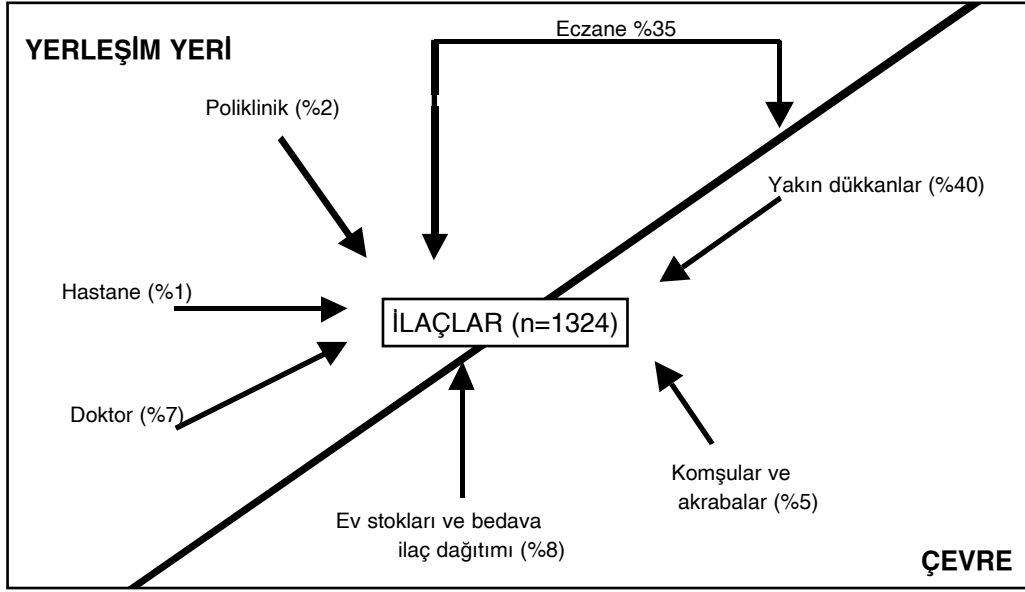 Eczane %35
YERLEŞİM YERİ
Poliklinik (%2)
Yakın dükkanlar (%40)
Hastane (%1)
İLAÇLAR (n=1324)
Doktor (%7)
Komşular ve
akrabalar (%5)
Ev stokları ve bedava
ilaç dağıtımı (%8)
ÇEVRE